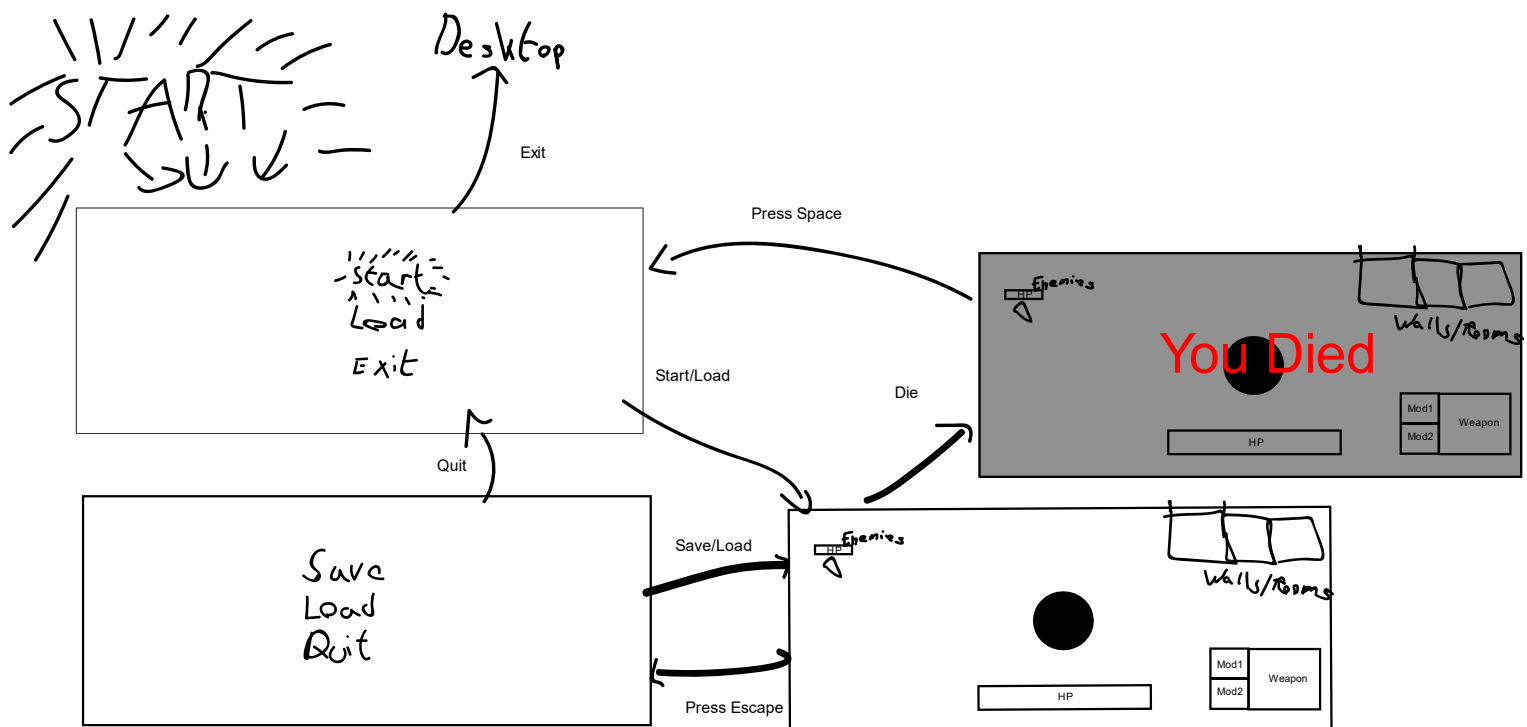 Desktop
START
Exit
Press Space
Start
Load
Exit
Enemies
HP
Walls/Rooms
You Died
Mod1
Mod2
Weapon
HP
Start/Load
Die
Quit
Save/Load
Save
Load
Quit
Press Escape
Enemies
HP
Walls/Rooms
Mod1
Mod2
Weapon
HP